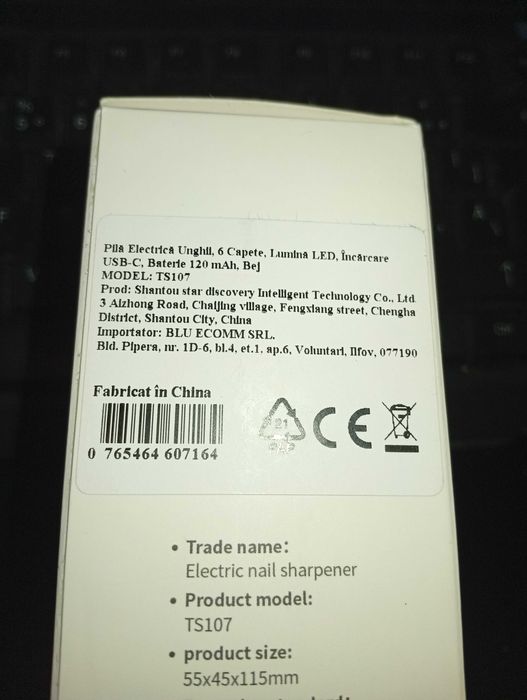 Pilă Electrică Unghii, 6 Capete, Lumină LED, Încărcare
USB-C, Baterie 120 mAh, Bej
MODEL: TS107
Prod: Shantou star discovery Intelligent Technology Co., Ltd
3 Aizhong Road, Chaijing village, Fengxiang street, Chengha
District, Shantou City, China
Importator: BLU ECOMM SRL.
Bld. Pipera, nr. 1D-6, bl.4, et.1, ap.6, Voluntari, Ilfov, 077190
Fabricat în China
21
CE
0 765464 607164
• Trade name:
Electric nail sharpener
• Product model:
TS107
• product size:
55x45x115mm